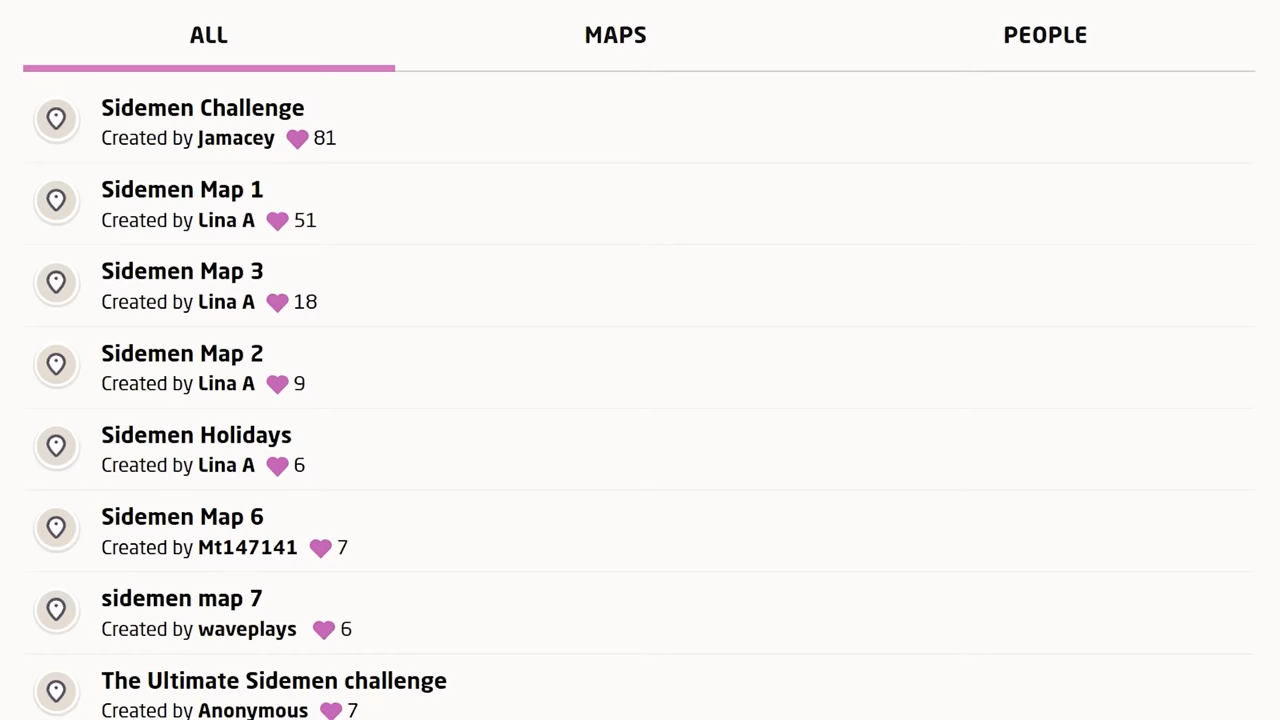 ALL MAPS PEOPLE
Sidemen Challenge
Created by Jamacey 81
Sidemen Map 1
Created by Lina A 51
Sidemen Map 3
Created by Lina A 18
Sidemen Map 2
Created by Lina A 9
Sidemen Holidays
Created by Lina A 6
Sidemen Map 6
Created by Mt147141 7
sidemen map 7
Created by waveplays 6
The Ultimate Sidemen challenge
Created by Anonymous 7